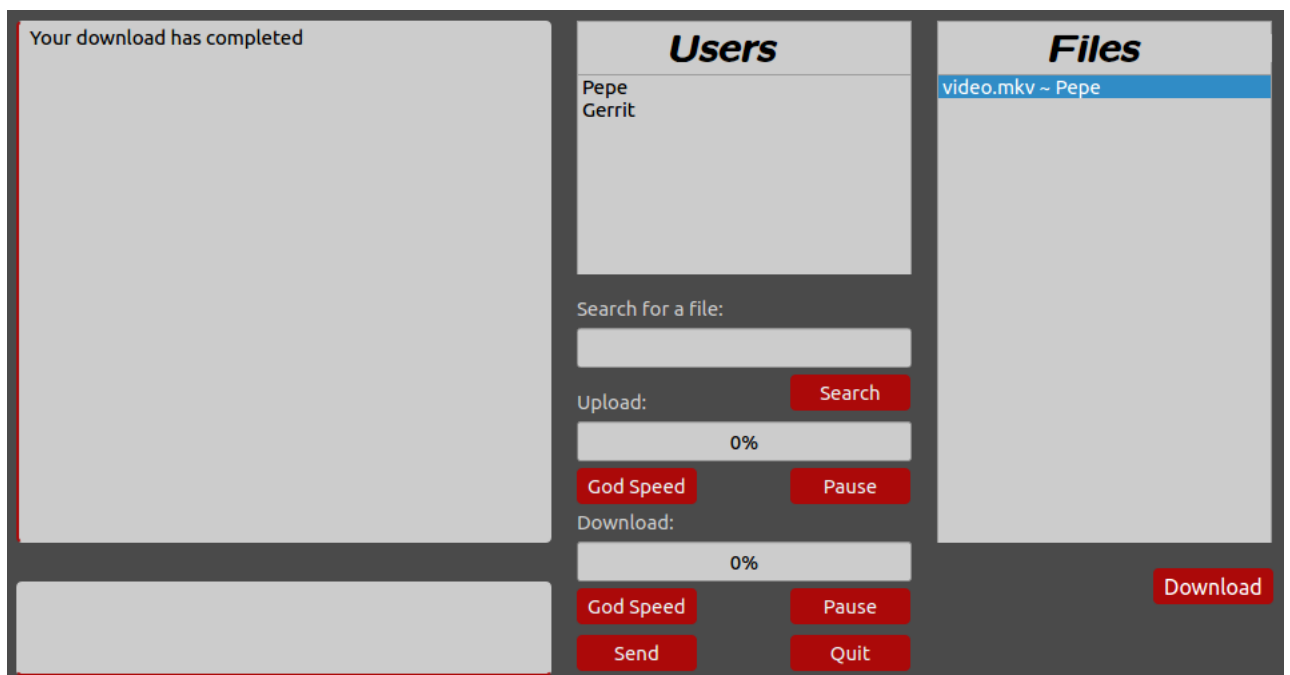 Your download has completed
Users
Pepe
Gerrit
Search for a file:
Search
Upload:
0%
God Speed
Pause
Download:
0%
God Speed
Pause
Send
Quit
Files
video.mkv ~ Pepe
Download